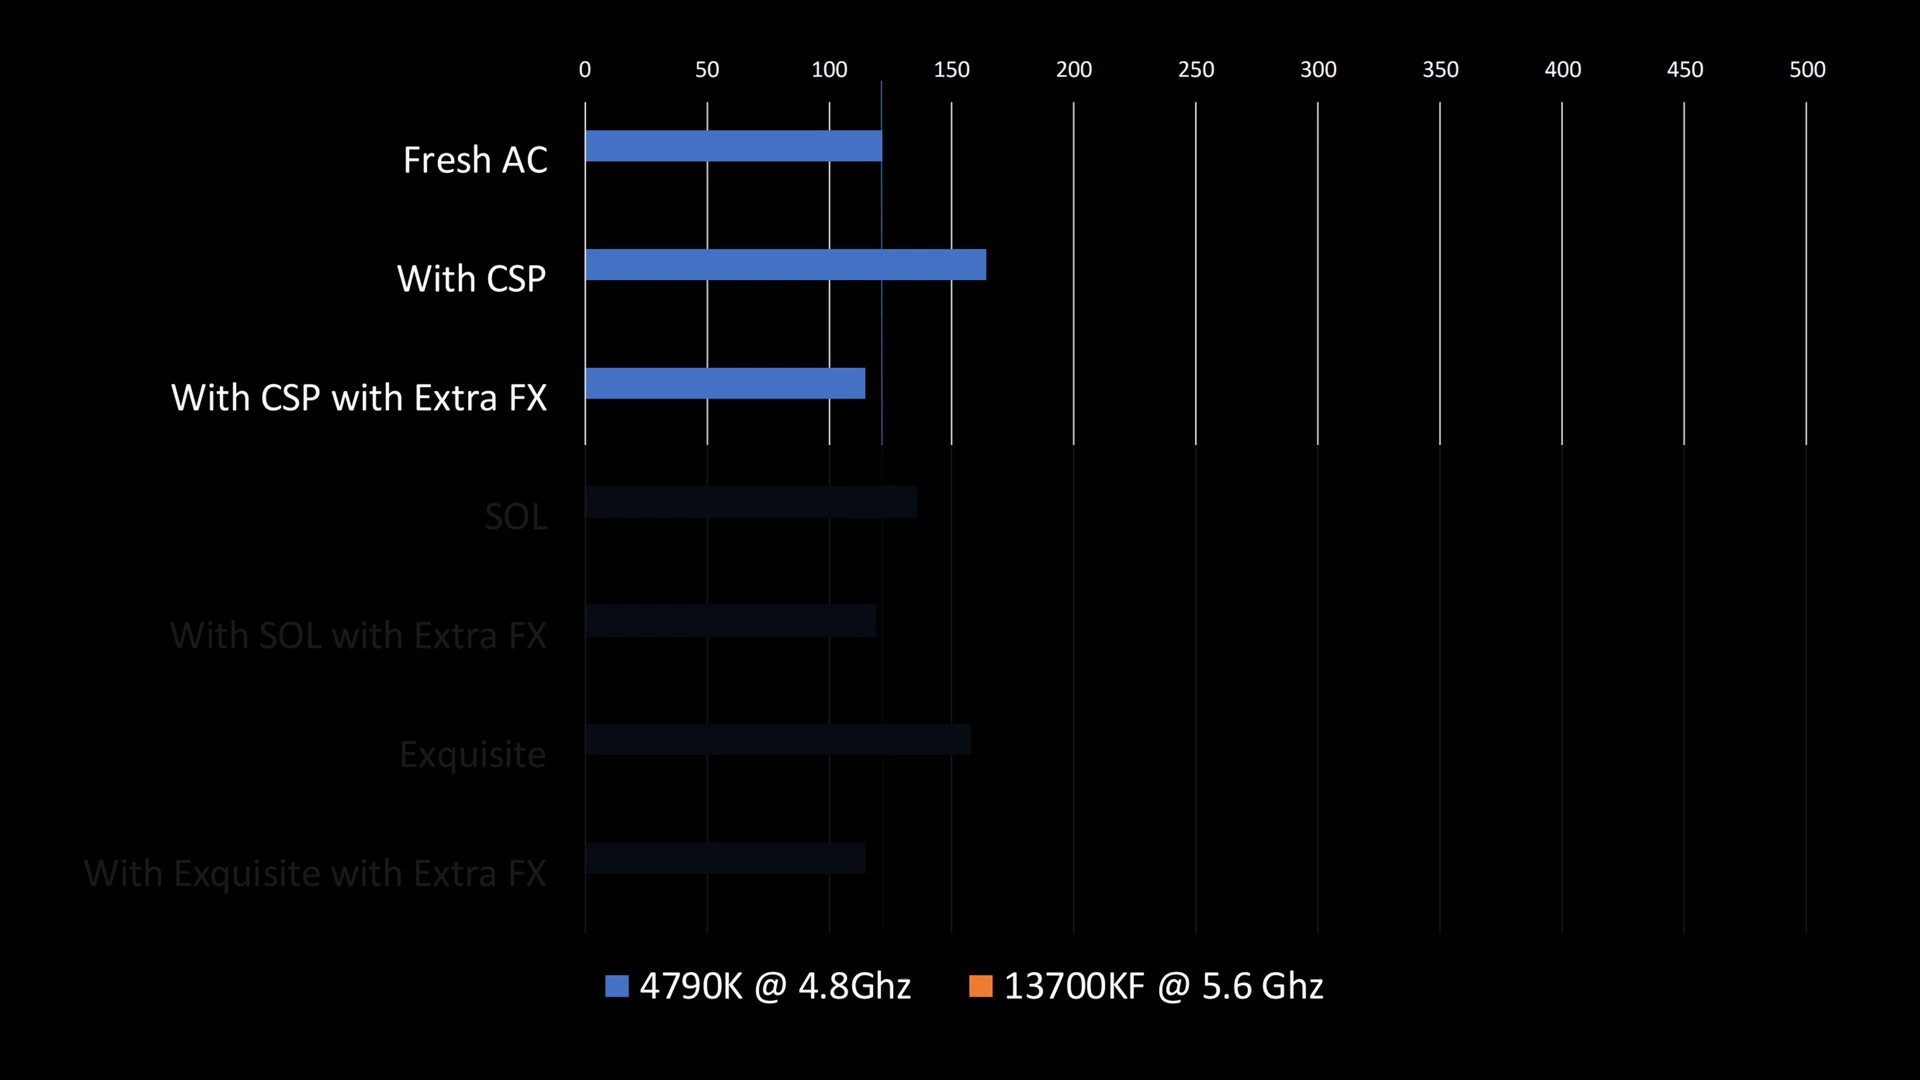 0 50 100 150 200 250 300 350 400 450 500
Fresh AC
With CSP
With CSP with Extra FX
SOL
With SOL with Extra FX
Exquisite
With Exquisite with Extra FX
4790K @ 4.8Ghz 13700KF @ 5.6 Ghz